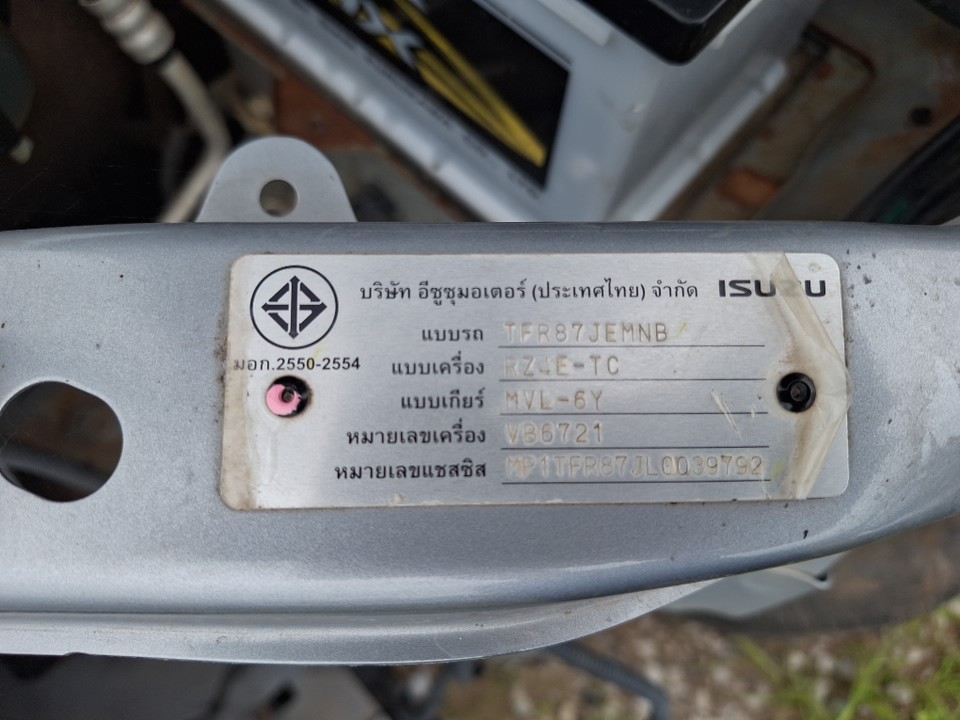 บริษัท อีซูซุมอเตอร์ (ประเทศไทย) จำกัด ISUZU
แบบรถ TFR87JEMNB
มอก.2550-2554
แบบเครื่อง RZ4E-TC
แบบเกียร์ MVL-6Y
หมายเลขเครื่อง VB6721
หมายเลขแชสซิส MP1TFR87JLG039792